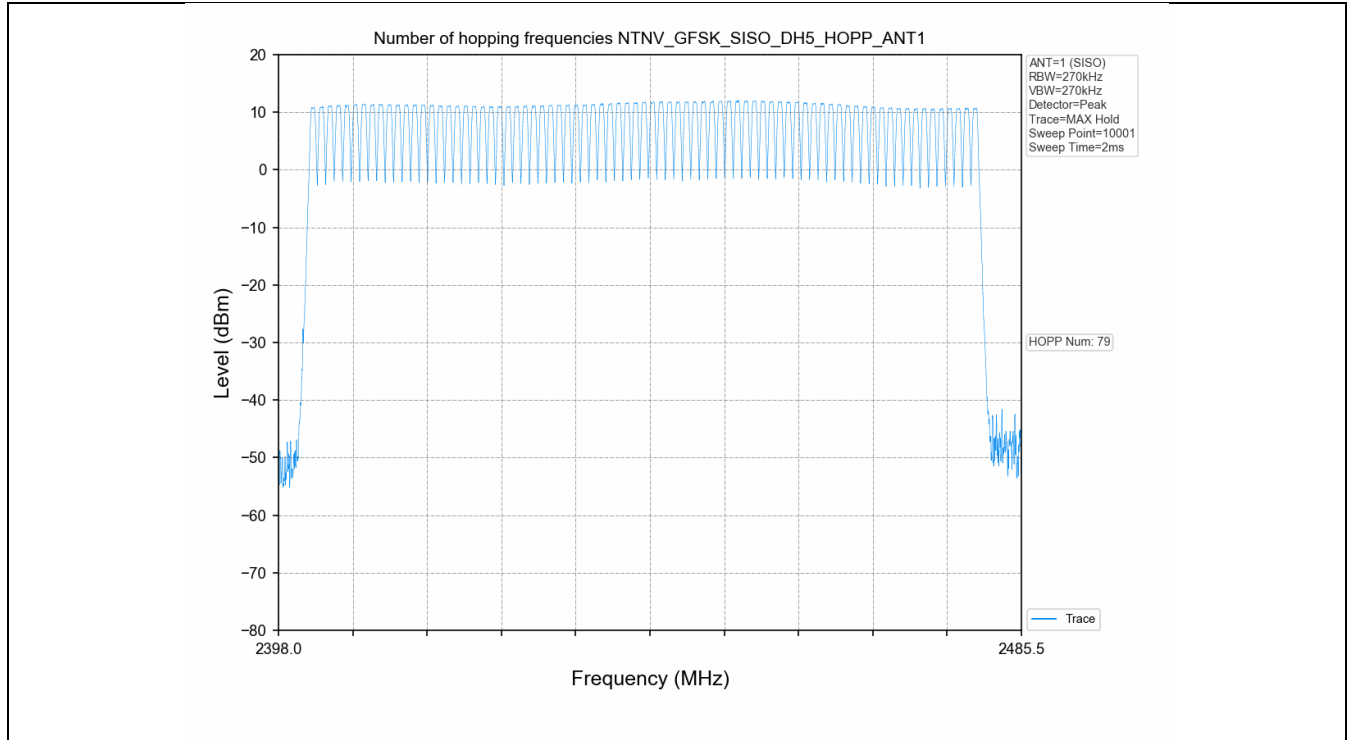 Number of hopping frequencies NTNV_GFSK_SISO_DH5_HOPP_ANT1
20
10
0
−10
−20
−30
−40
−50
−60
−70
−80
Level (dBm)
2398.0
2485.5
Frequency (MHz)
ANT=1 (SISO)
RBW=270kHz
VBW=270kHz
Detector=Peak
Trace=MAX Hold
Sweep Point=10001
Sweep Time=2ms
HOPP Num: 79
Trace